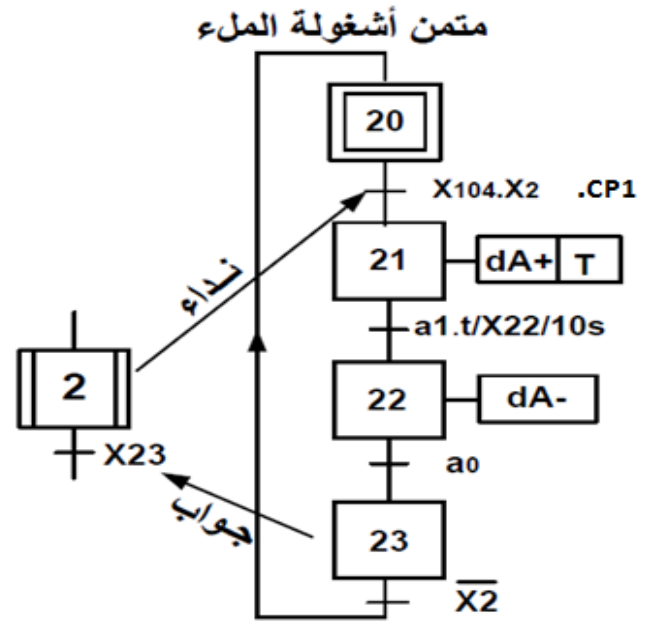 متمن أشغولة الملء
20
X104.X2 .CP1
نداء
21
dA+ T
a1.t/X22/10s
2
22
dA-
X23
a0
جواب
23
X2